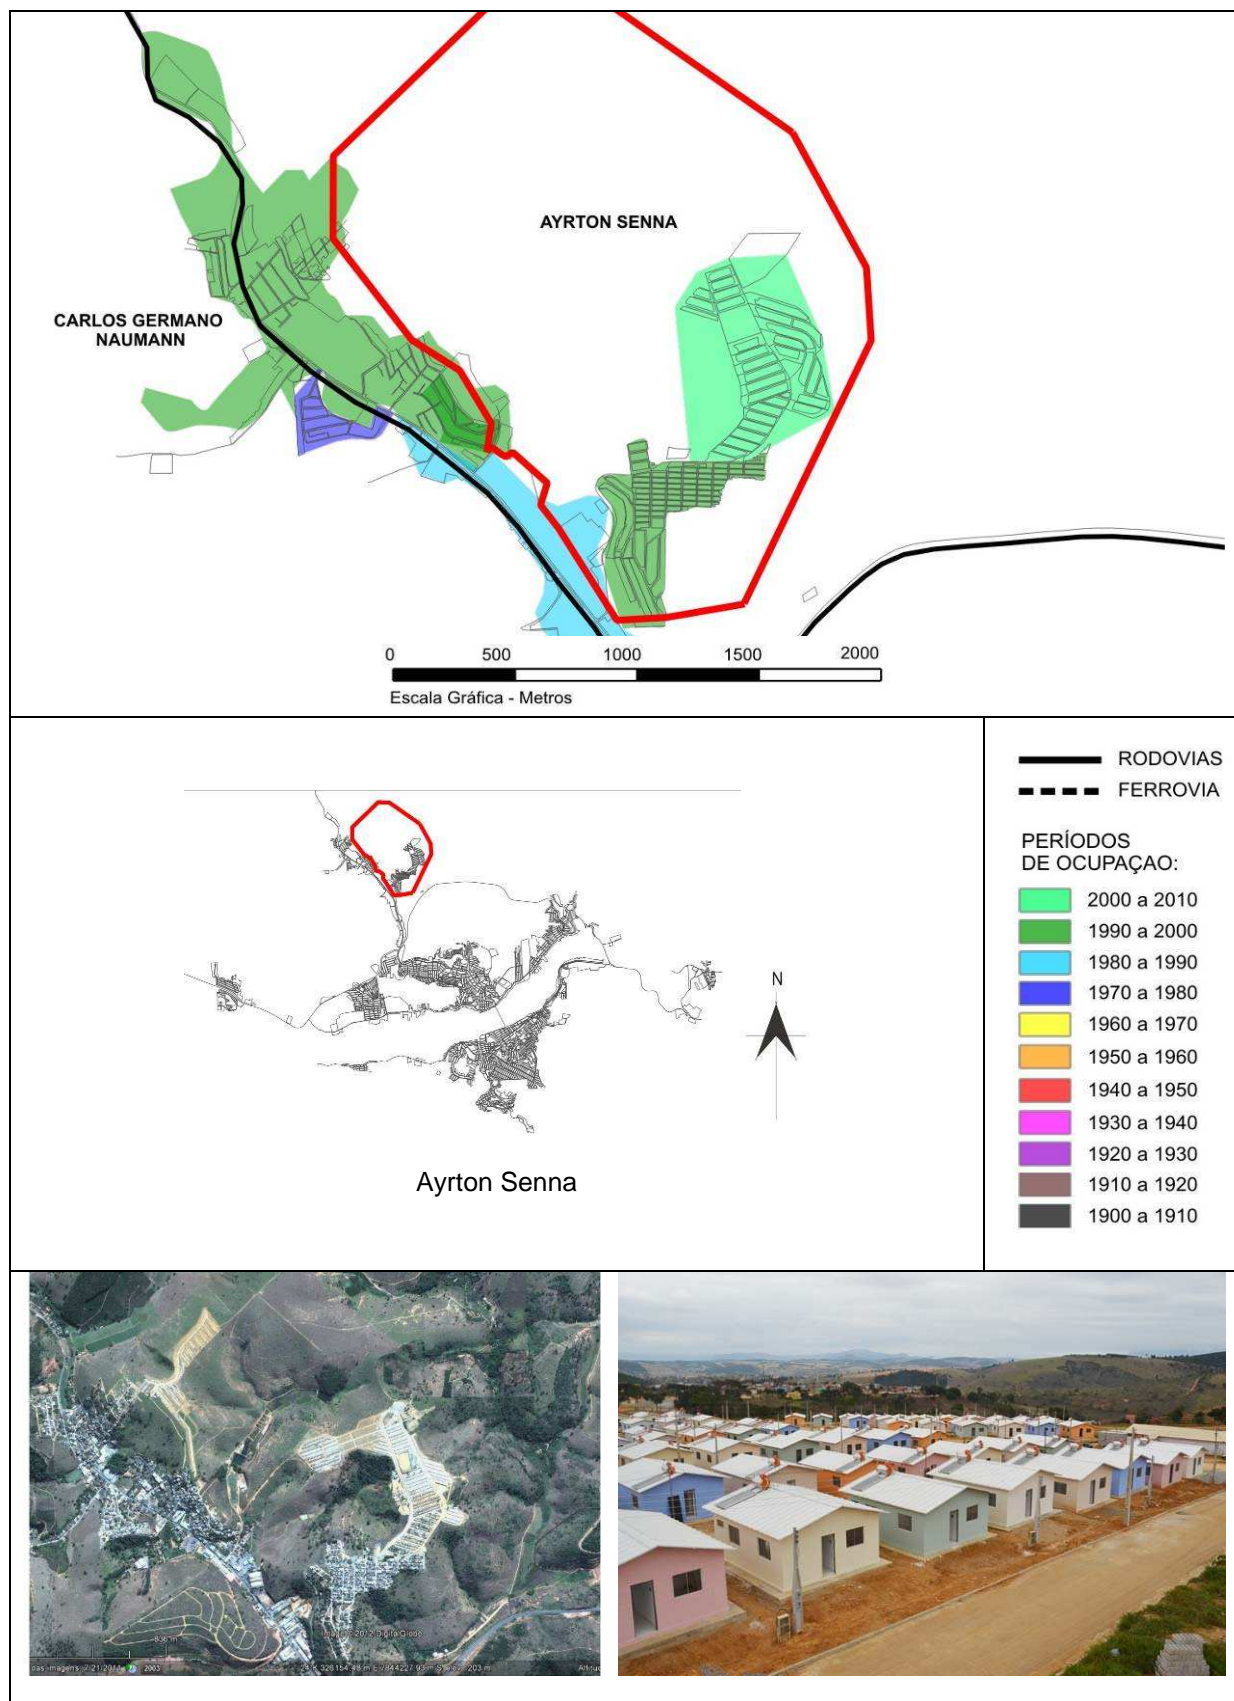 AYRTON SENNA
CARLOS GERMANO
NAUMANN
0 500 1000 1500 2000
Escala Gráfica - Metros
RODOVIAS
FERROVIA
PERÍODOS
DE OCUPAÇAO:
2000 a 2010
1990 a 2000
1980 a 1990
1970 a 1980
1960 a 1970
1950 a 1960
1940 a 1950
1930 a 1940
1920 a 1930
1910 a 1920
1900 a 1910
N
Ayrton Senna
836 m
2003